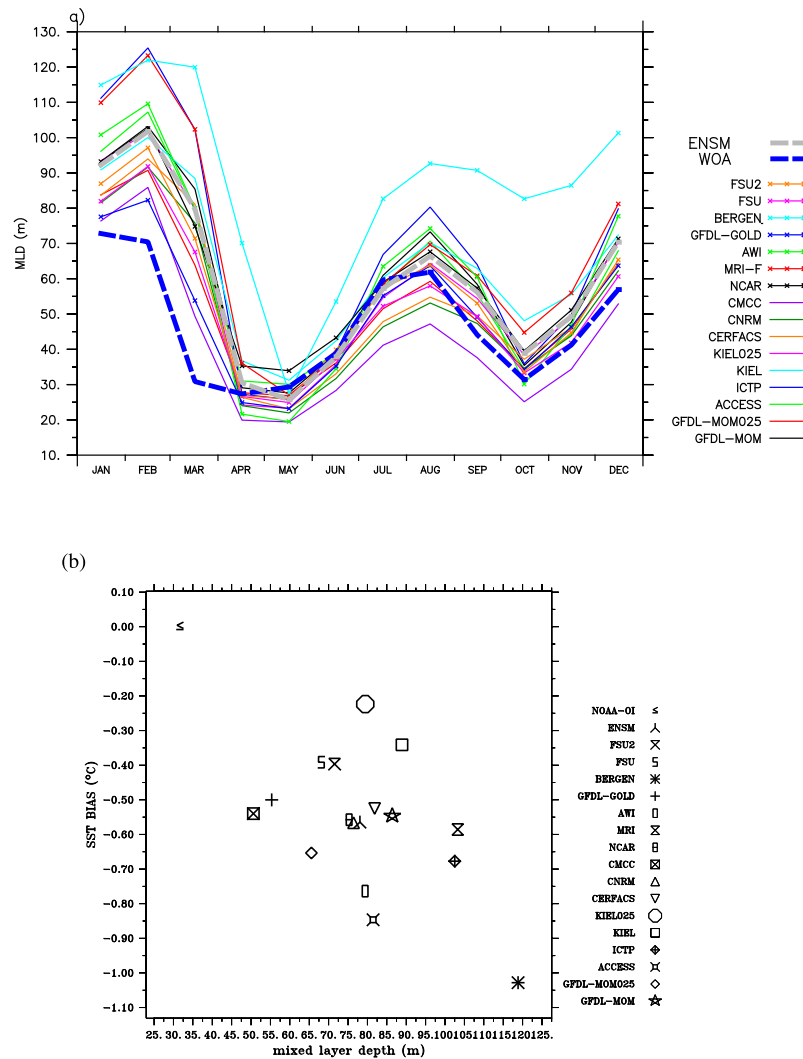 a)
130.
120.
110.
100.
90.
80.
70.
60.
50.
40.
30.
20.
10.
MLD (m)
JAN FEB MAR APR MAY JUN JUL AUG SEP OCT NOV DEC
ENSM
WOA
FSU2
FSU
BERGEN
GFDL-GOLD
AWI
MRI-F
NCAR
CMCC
CNRM
CERFACS
KIEL025
KIEL
ICTP
ACCESS
GFDL-MOM025
GFDL-MOM
(b)
0.10
0.00
-0.10
-0.20
-0.30
-0.40
-0.50
-0.60
-0.70
-0.80
-0.90
-1.00
-1.10
SST BIAS (°C)
25. 30. 35. 40. 45. 50. 55. 60. 65. 70. 75. 80. 85. 90. 95. 100.105.110.115.120.125.
mixed layer depth (m)
NOAA-OI
ENSM
FSU2
FSU
BERGEN
GFDL-GOLD
AWI
MRI
NCAR
CMCC
CNRM
CERFACS
KIEL025
KIEL
ICTP
ACCESS
GFDL-MOM025
GFDL-MOM